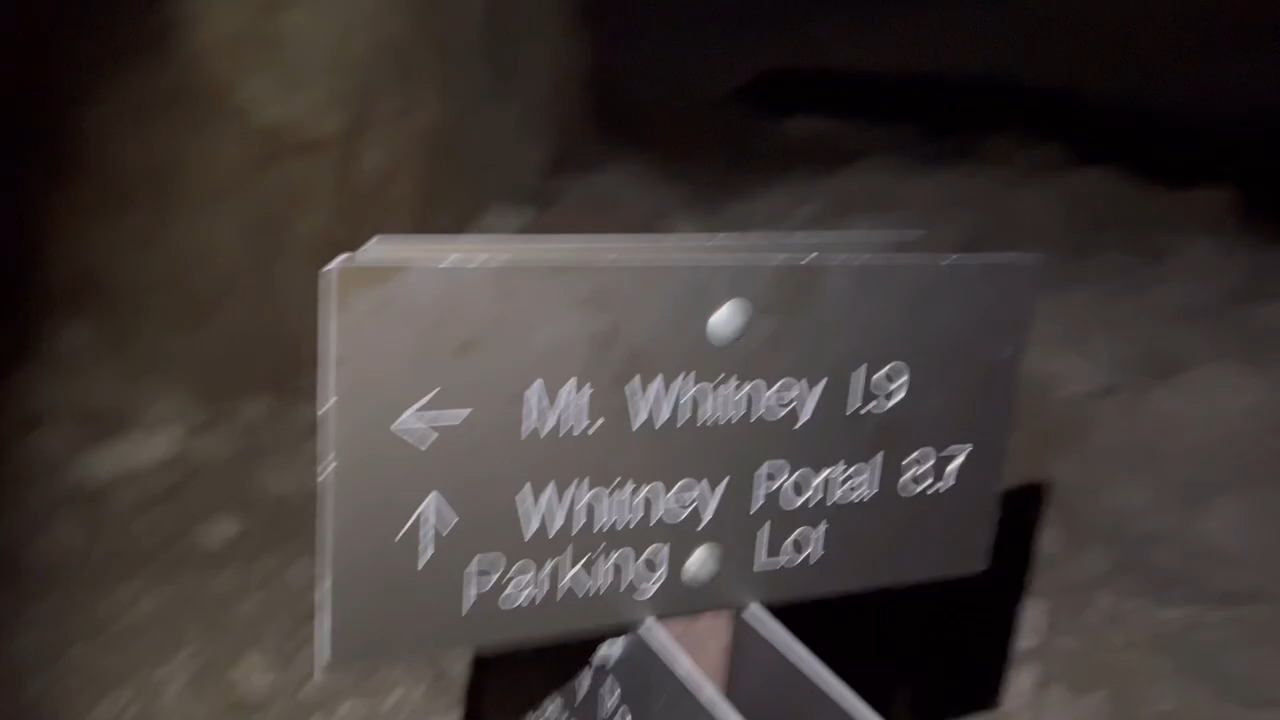 ← Mt. Whitney 1.9
↑ Whitney Portal 8.7
Parking Lot